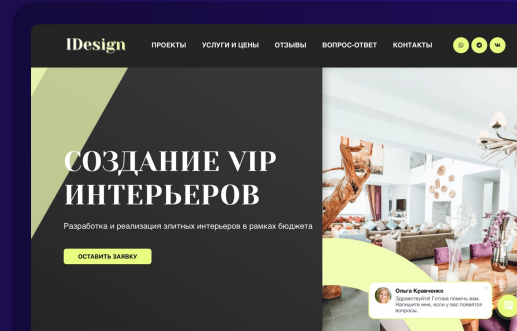 IDesign
ПРОЕКТЫ
УСЛУГИ И ЦЕНЫ
ОТЗЫВЫ
ВОПРОС-ОТВЕТ
КОНТАКТЫ
СОЗДАНИЕ VIP
ИНТЕРЬЕРОВ
Разработка и реализация элитных интерьеров в рамках бюджета
ОСТАВИТЬ ЗАЯВКУ
Ольга Кравченко
Здравствуйте! Готова помочь вам.
Напишите мне, если у вас появятся
вопросы.